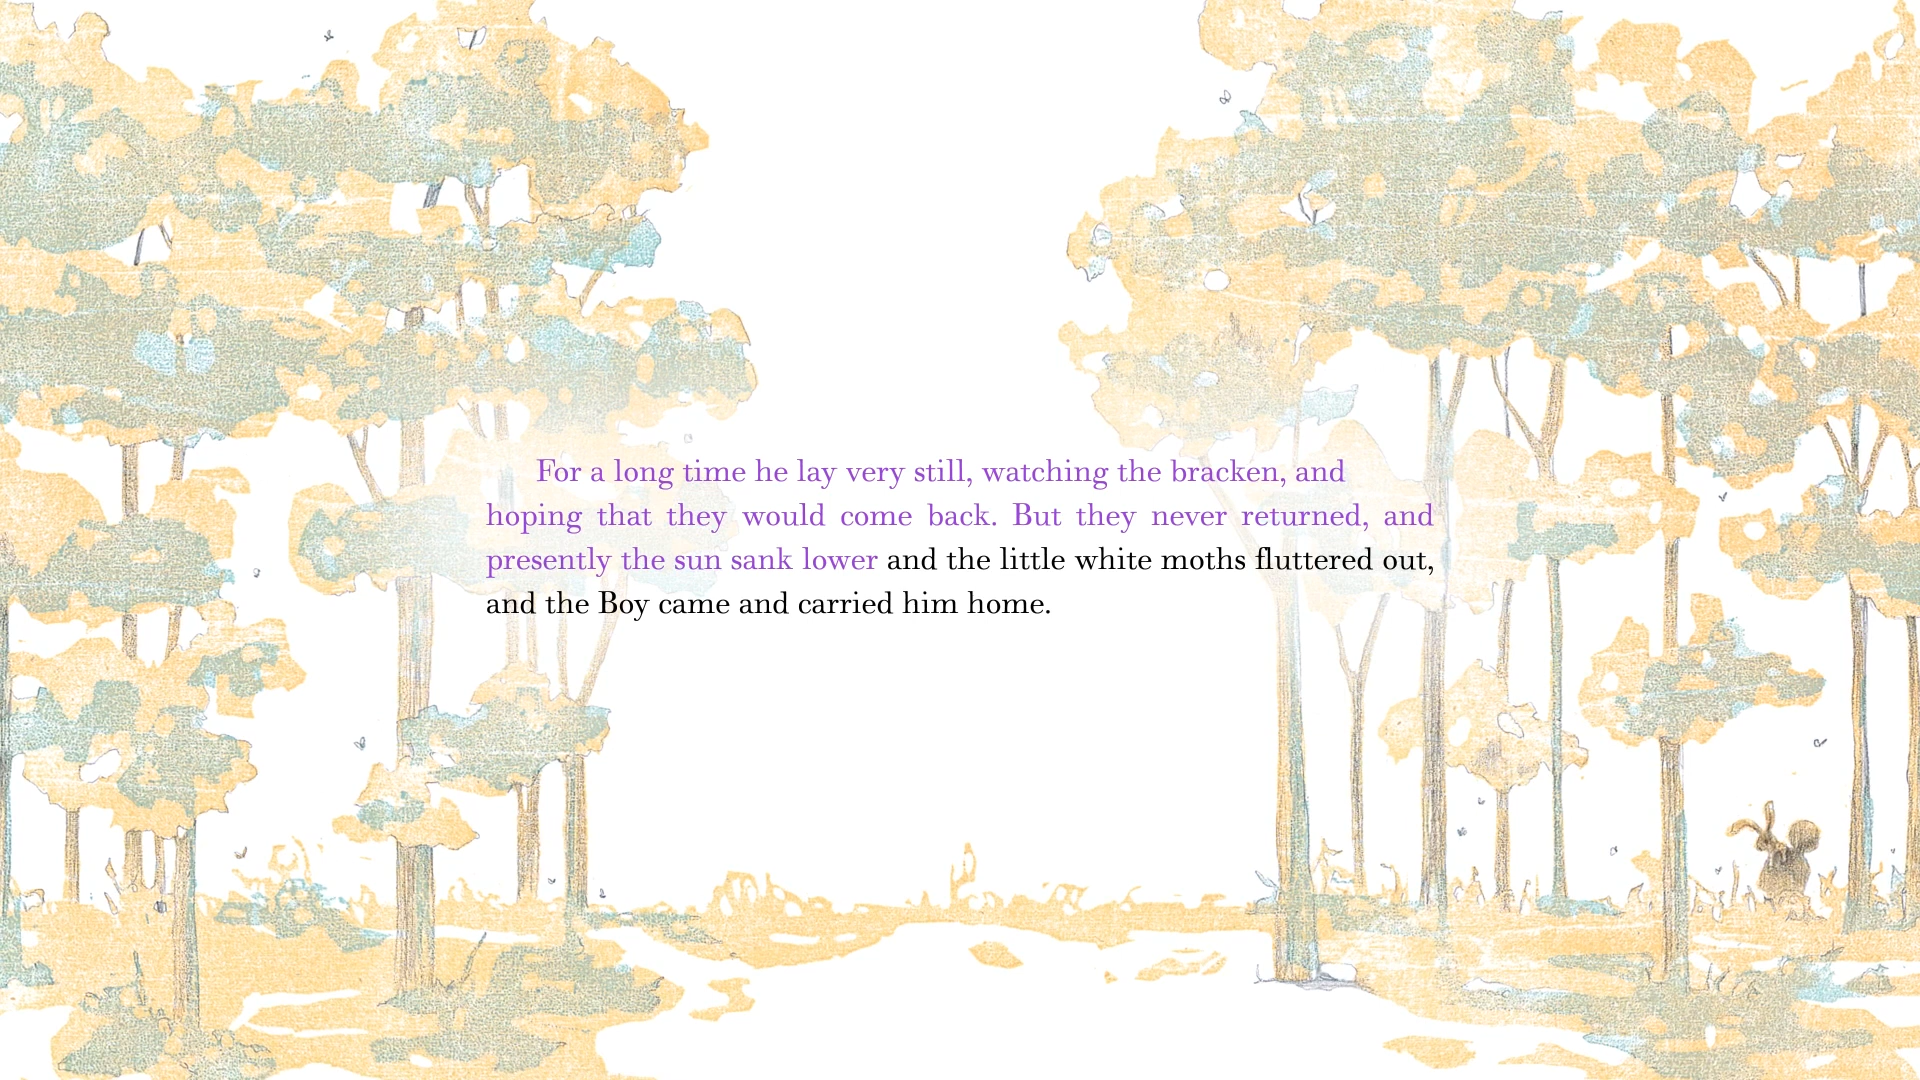 For a long time he lay very still, watching the bracken, and
hoping that they would come back. But they never returned, and
presently the sun sank lower and the little white moths fluttered out,
and the Boy came and carried him home.